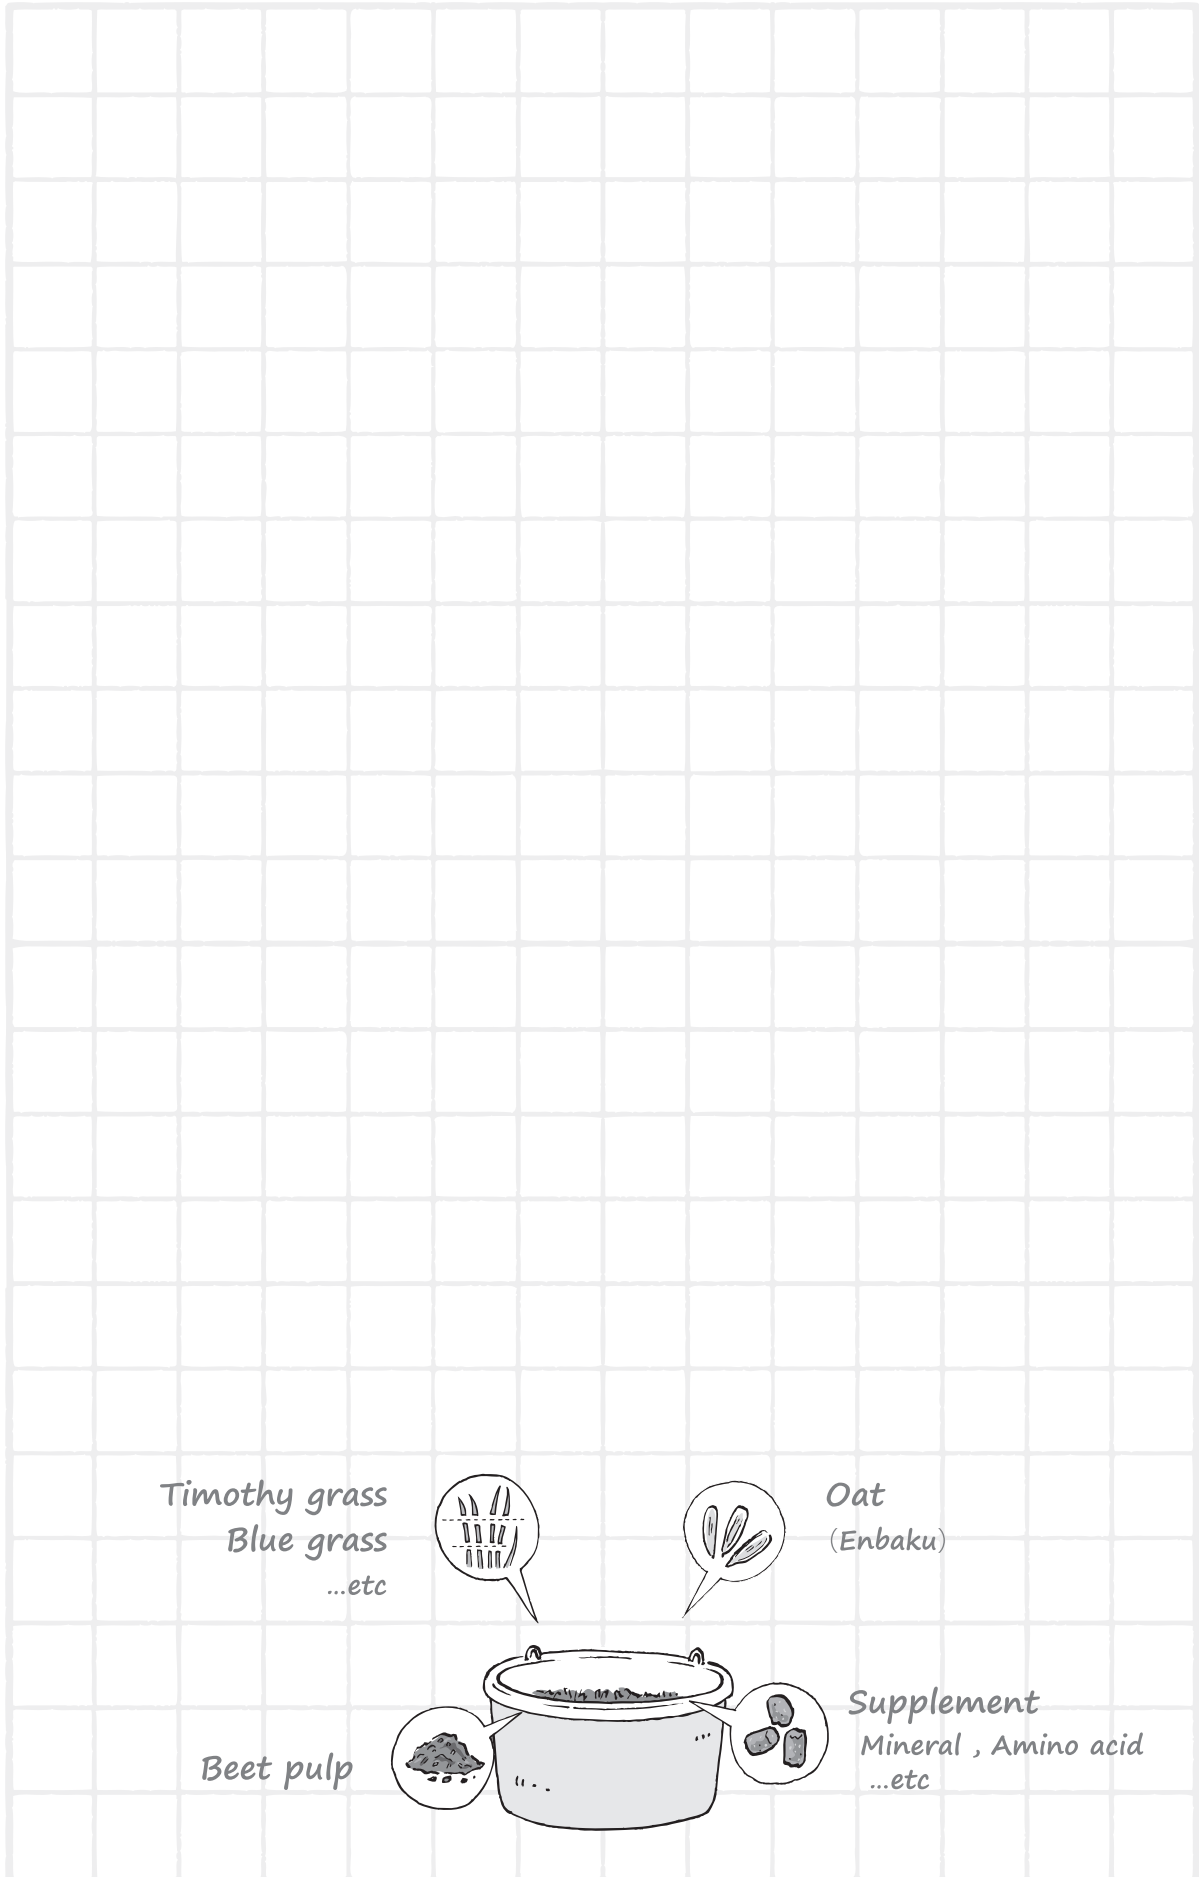 Timothy grass
Blue grass
...etc
Oat
（Enbaku）
Beet pulp
Supplement
Mineral , Amino acid
...etc